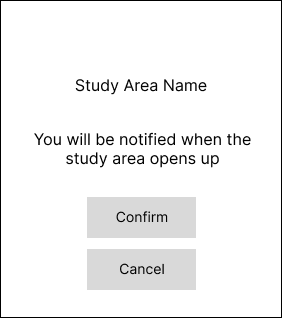 Study Area Name
You will be notified when the
study area opens up
Confirm
Cancel